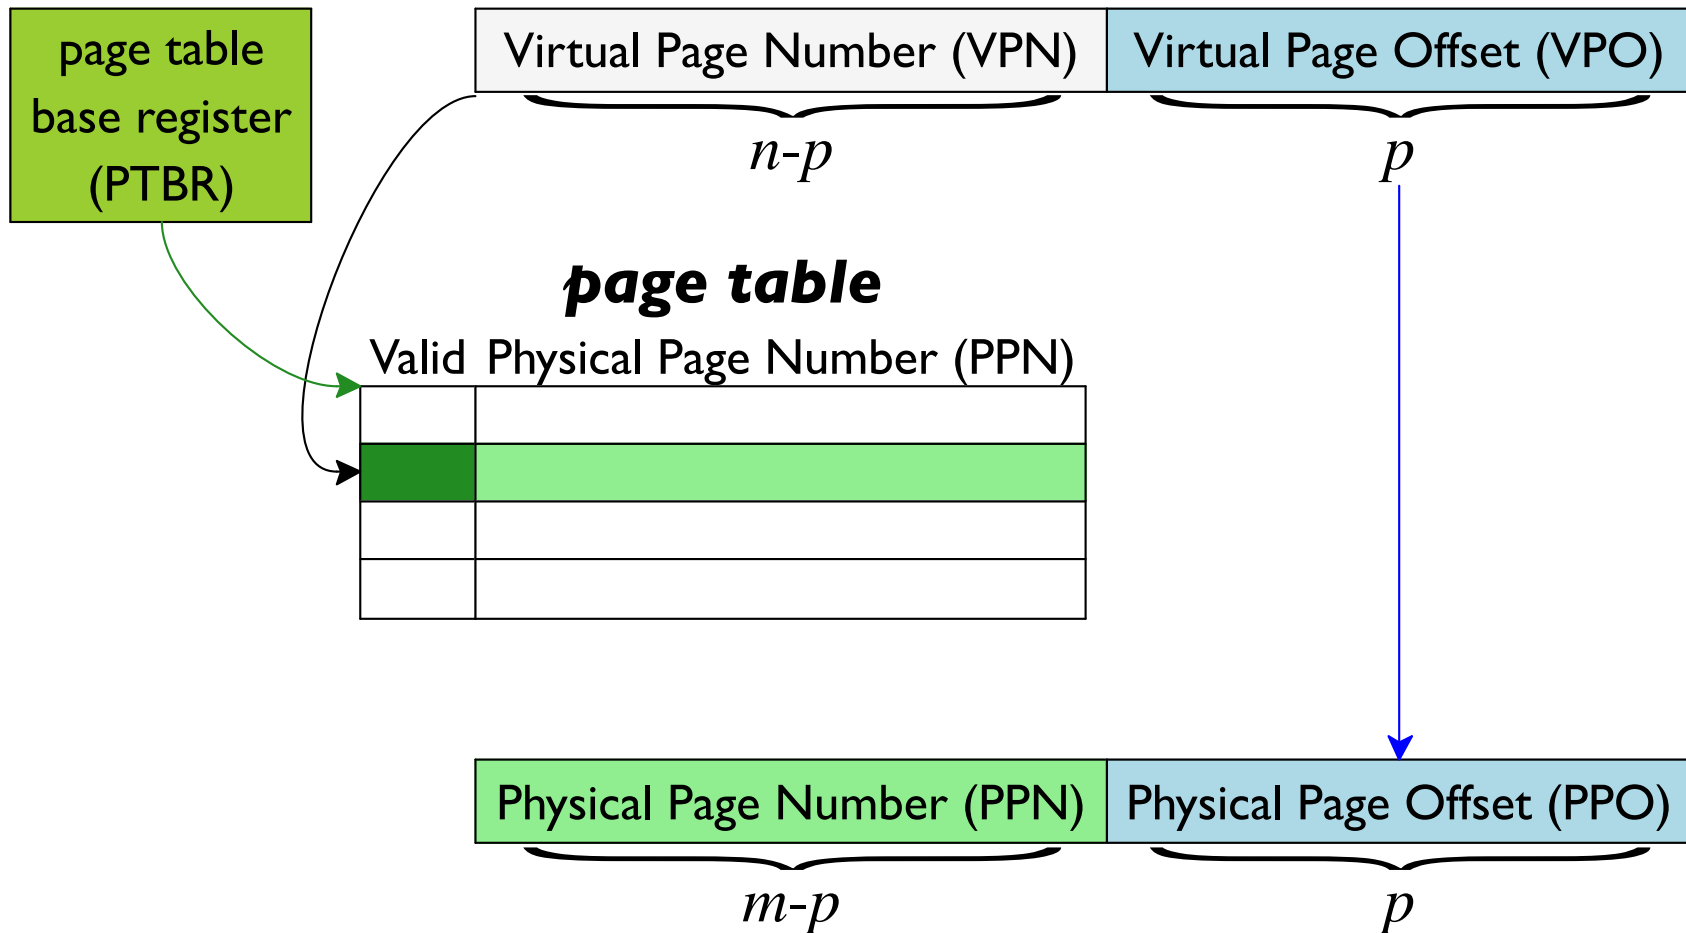 page table
base register
(PTBR)
Virtual Page Number (VPN) Virtual Page Offset (VPO)
n-p p
page table
Valid Physical Page Number (PPN)
Physical Page Number (PPN) Physical Page Offset (PPO)
m-p p